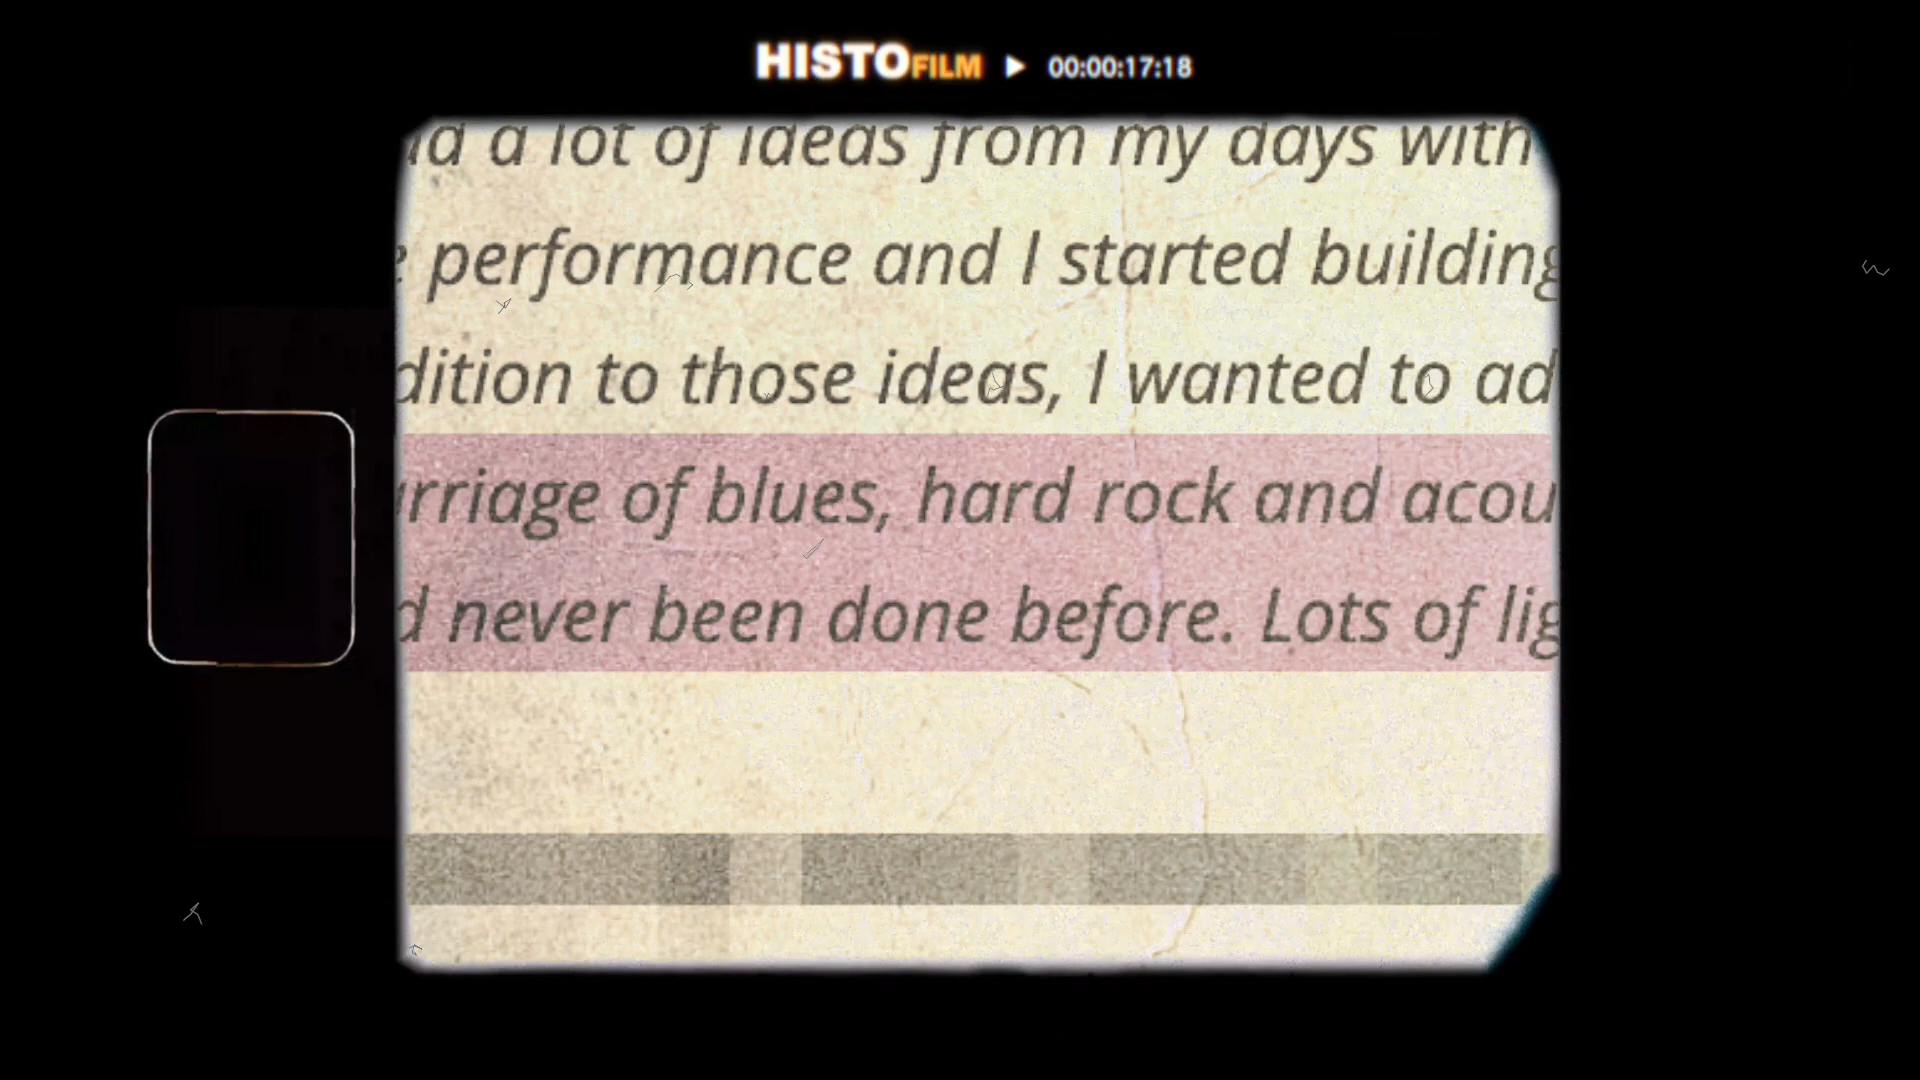 HISTOFILM 00:00:17:18
a lot of ideas from my days with
performance and I started building
dition to those ideas, I wanted to ad
rriage of blues, hard rock and acou
never been done before. Lots of lig